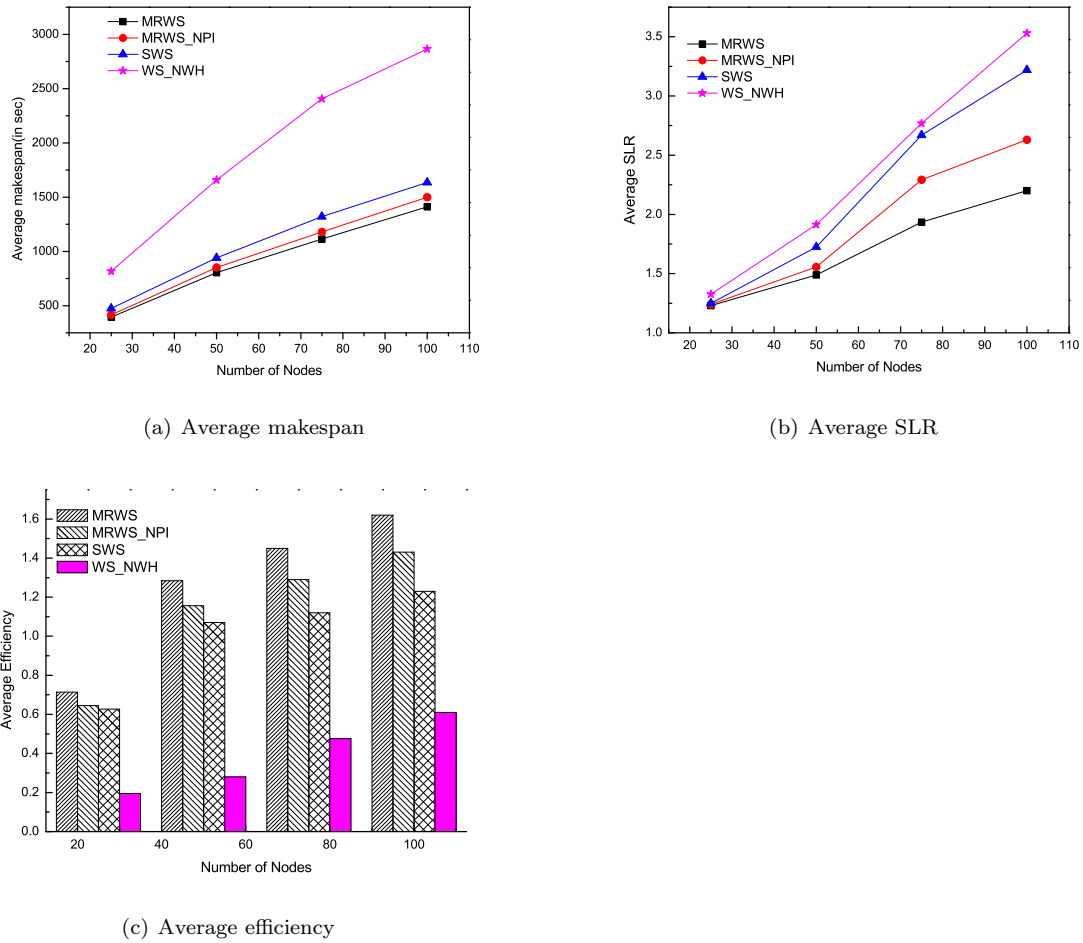 MRWS
MRWS_NPI
SWS
WS_NWH
3000
2500
2000
1500
1000
500
Average makespan(in sec)
20 30 40 50 60 70 80 90 100 110
Number of Nodes
(a) Average makespan
MRWS
MRWS_NPI
SWS
WS_NWH
3.5
3.0
2.5
2.0
1.5
1.0
Average SLR
20 30 40 50 60 70 80 90 100 110
Number of Nodes
(b) Average SLR
MRWS
MRWS_NPI
SWS
WS_NWH
1.6
1.4
1.2
1.0
0.8
0.6
0.4
0.2
0.0
Average Efficiency
20 40 60 80 100
Number of Nodes
(c) Average efficiency